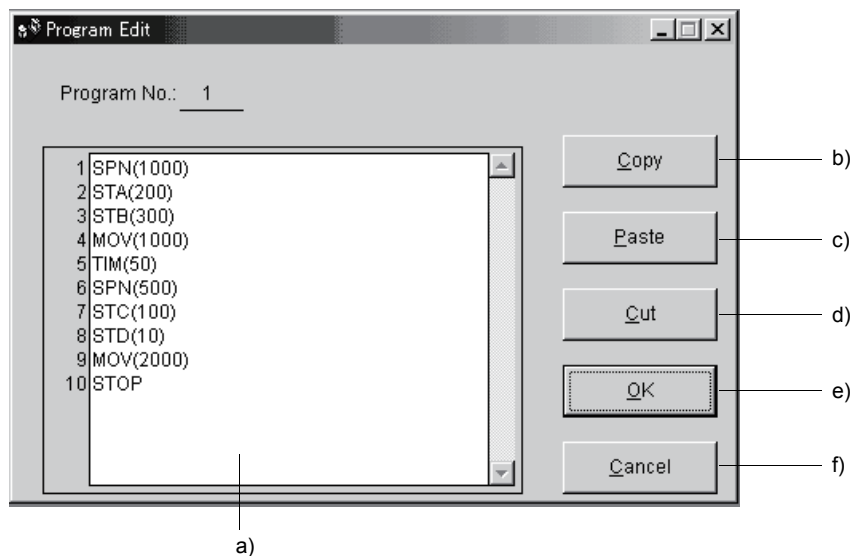 Program Edit
Program No.: 1
1 SPN(1000)
2 STA(200)
3 STB(300)
4 MOV(1000)
5 TIM(50)
6 SPN(500)
7 STC(100)
8 STD(10)
9 MOV(2000)
10 STOP
Copy b)
Paste c)
Cut d)
OK e)
Cancel f)
a)